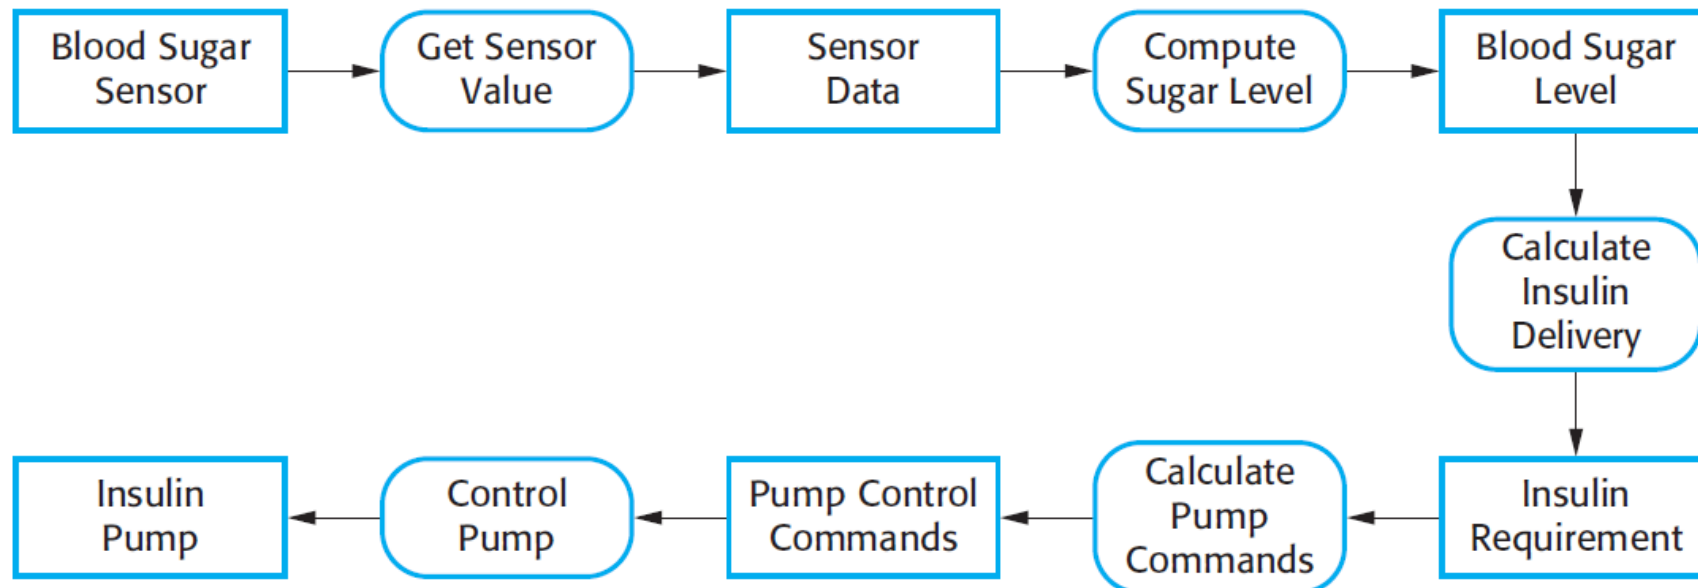 Blood Sugar
Sensor
Get Sensor
Value
Sensor
Data
Compute
Sugar Level
Blood Sugar
Level
Calculate
Insulin
Delivery
Insulin
Requirement
Calculate
Pump
Commands
Pump Control
Commands
Control
Pump
Insulin
Pump